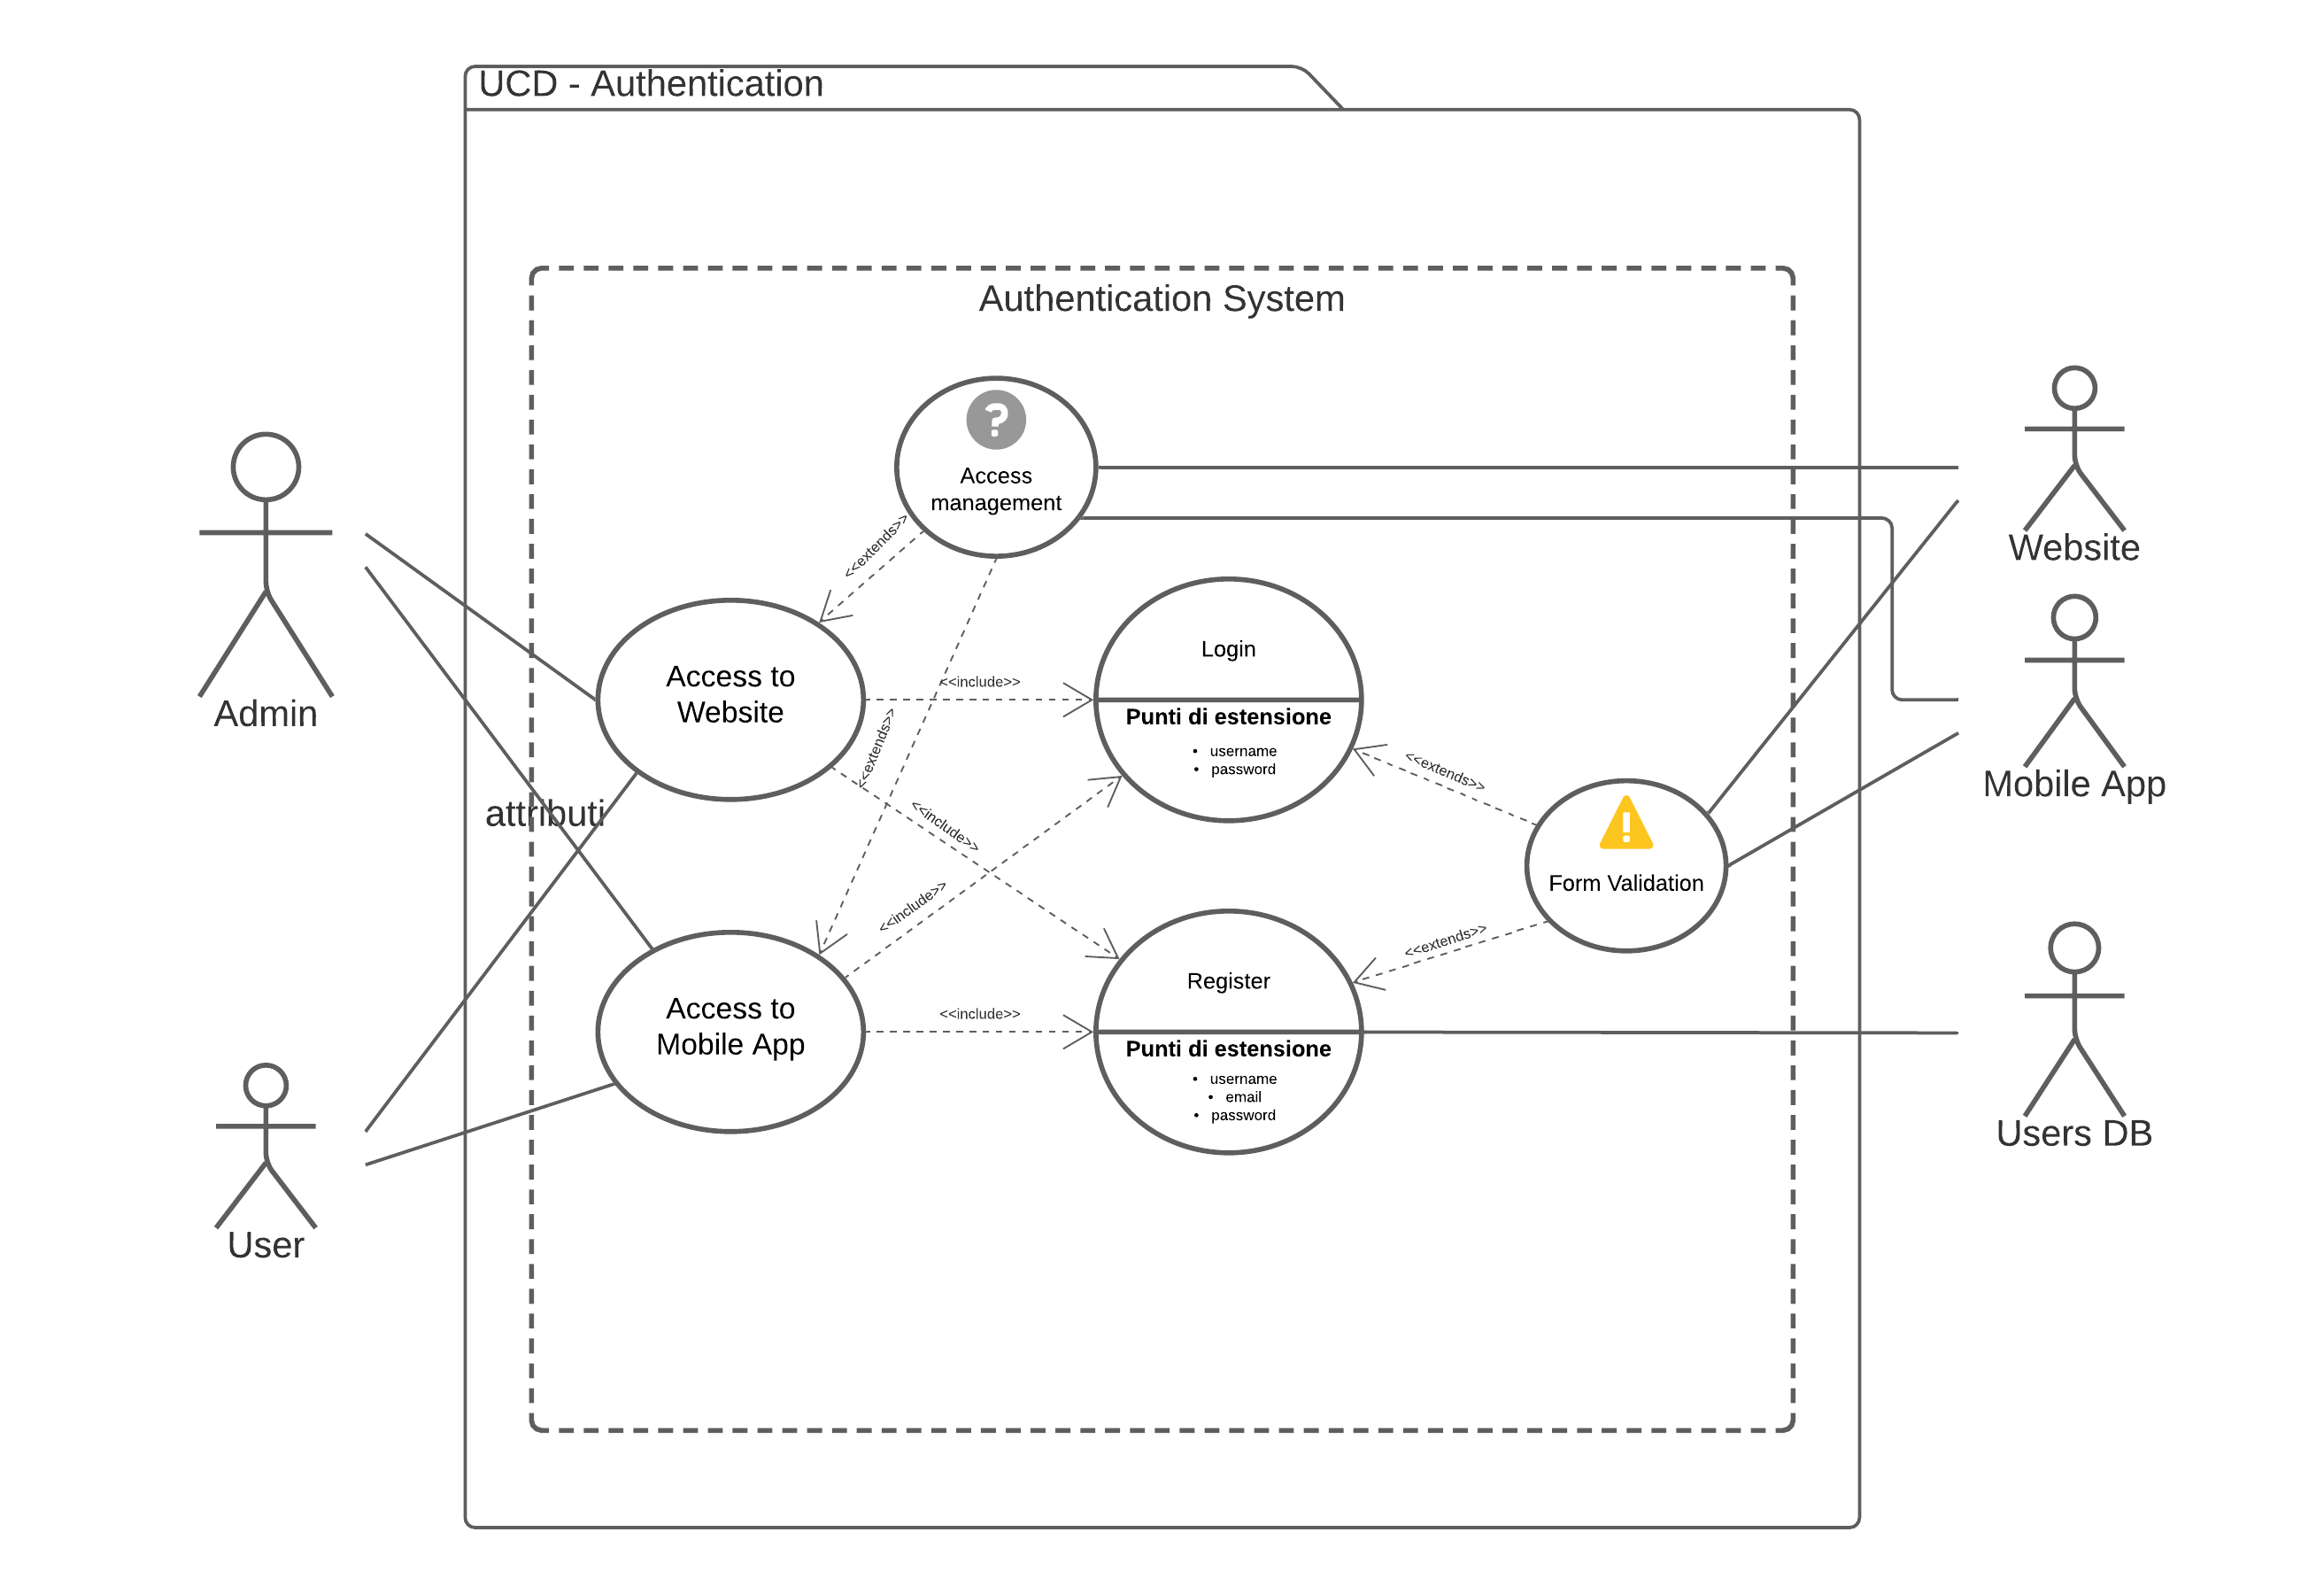 UCD - Authentication
Authentication System
?
Access
management
<<extends>>
Website
Admin
Access to
Website
<<include>>
Login
Punti di estensione
• username
• password
<<extends>>
<<extends>>
Mobile App
attributi
<<include>>
Form Validation
<<include>>
<<extends>>
Access to
Mobile App
<<include>>
Register
Punti di estensione
• username
• email
• password
Users DB
User